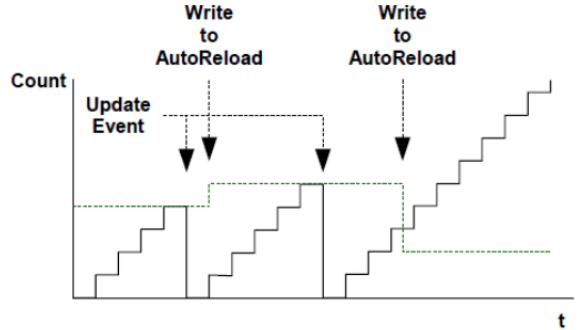 Write
to
AutoReload
Write
to
AutoReload
Count
Update
Event
t